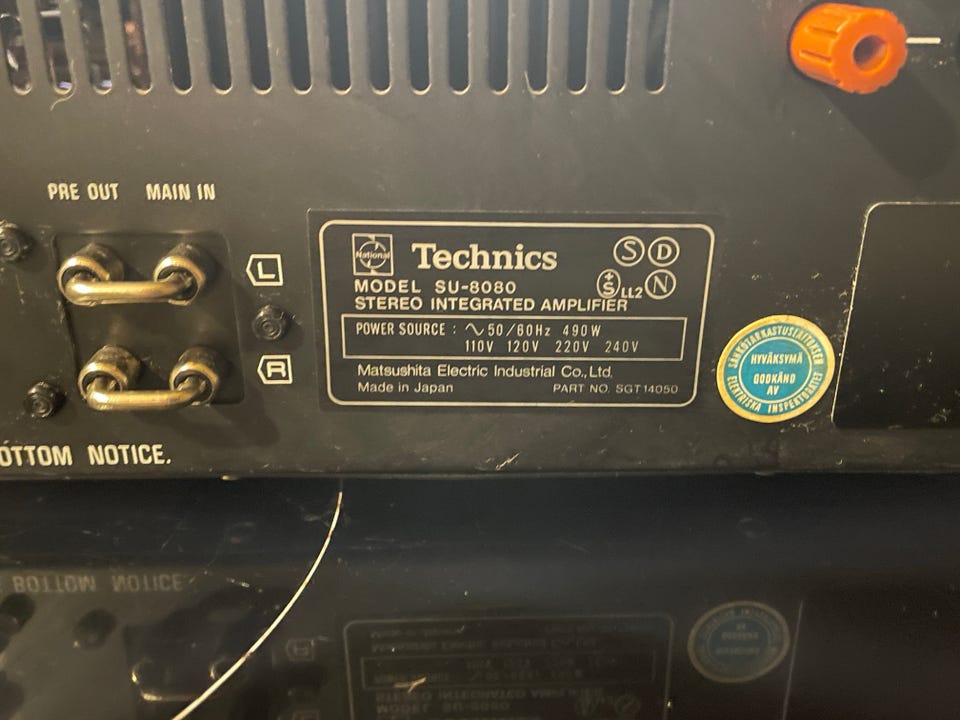 PRE OUT MAIN IN
L
R
OTTOM NOTICE.
National Technics
S D
MODEL SU-8080
S LL2 N
STEREO INTEGRATED AMPLIFIER
POWER SOURCE : ∿ 50/60Hz 490W
110V 120V 220V 240V
Matsushita Electric Industrial Co., Ltd.
Made in Japan PART NO. SGT14050
SÄHKÖTARKASTUSLAITOKSEN
HYVÄKSYMÄ
GODKÄND
AV
ELEKTRISKA INSPEKTORATET
BOTTOM NOTICE